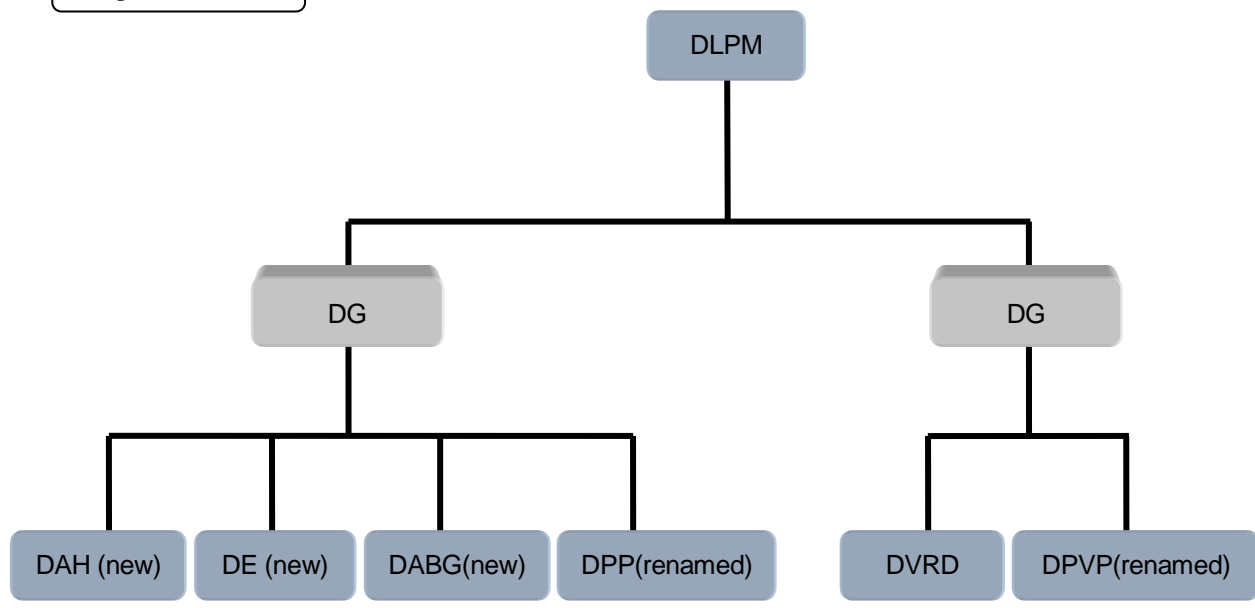 DLPM
DG
DG
DAH (new)
DE (new)
DABG(new)
DPP(renamed)
DVRD
DPVP(renamed)